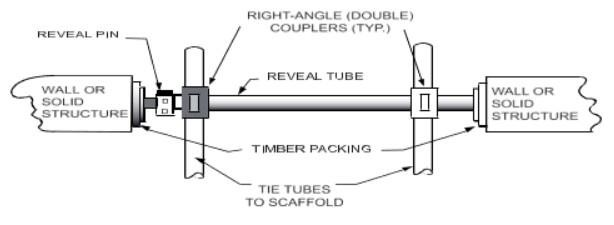 RIGHT-ANGLE (DOUBLE)
COUPLERS (TYP.)
REVEAL PIN
REVEAL TUBE
WALL OR
SOLID
STRUCTURE
WALL OR
SOLID
STRUCTURE
TIMBER PACKING
TIE TUBES
TO SCAFFOLD